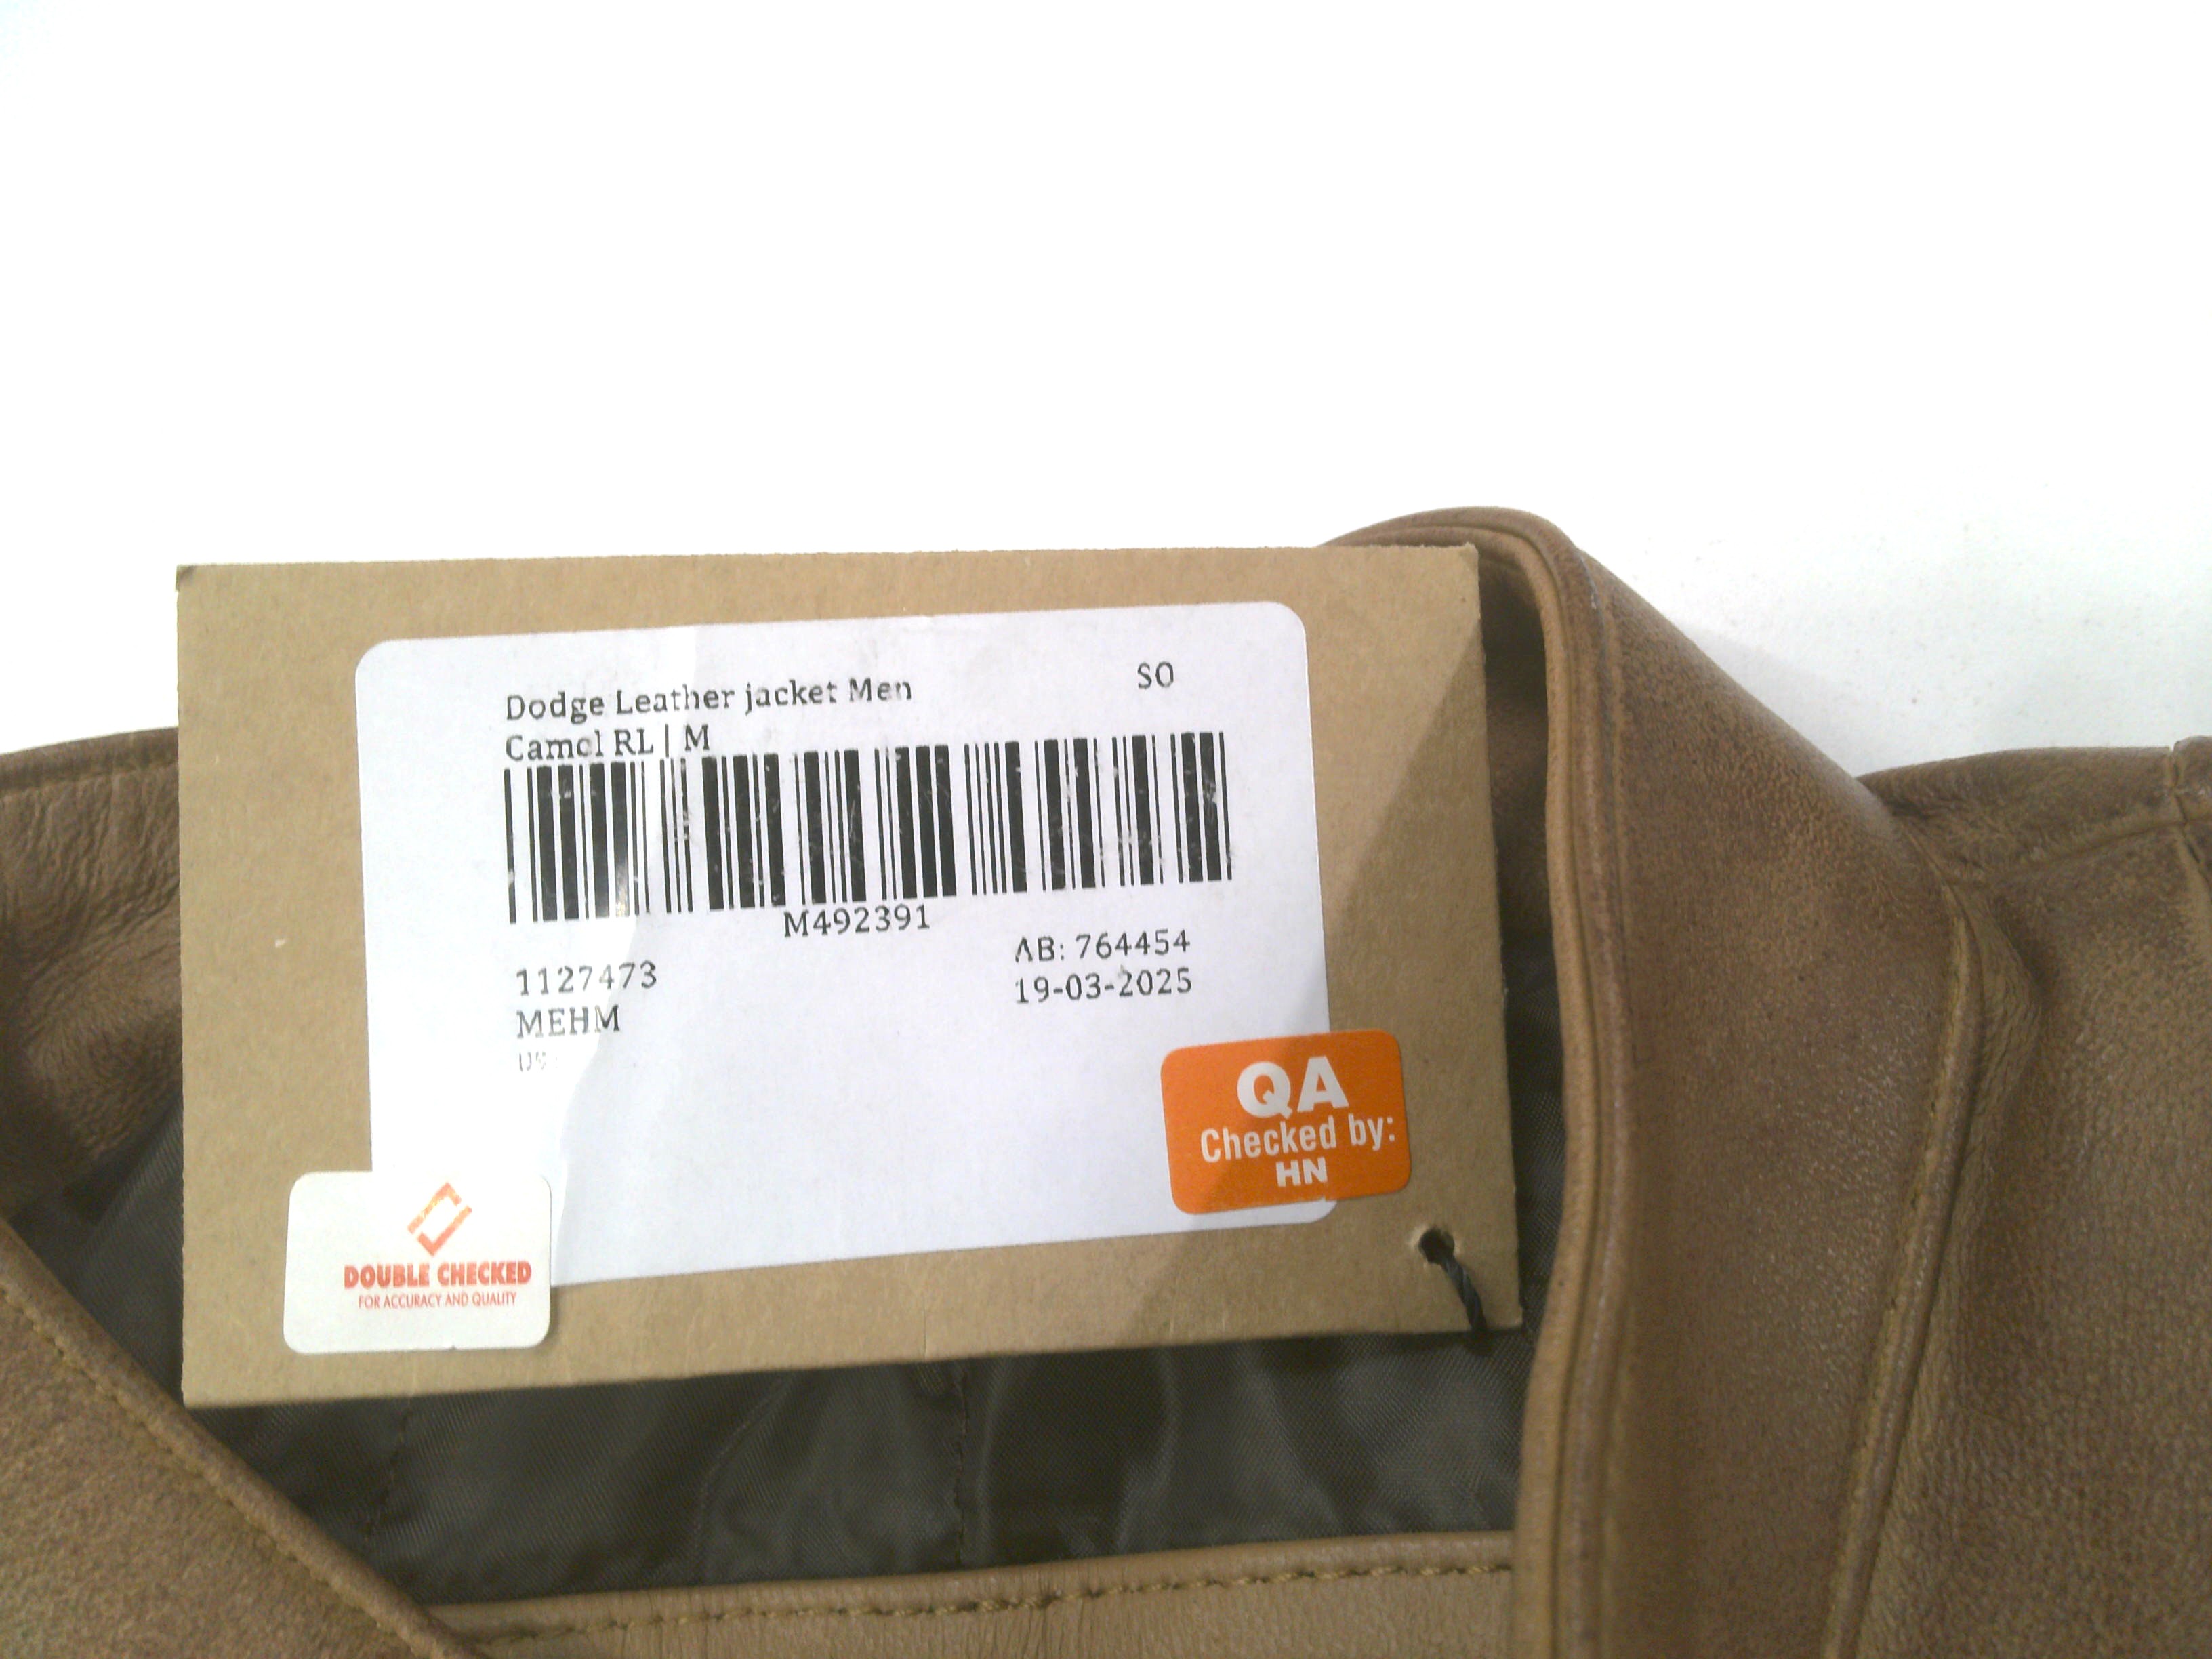 Dodge Leather jacket Men
SO
Camel RL | M
M492391
AB: 764454
1127473
19-03-2025
MEHM
QA
Checked by:
HN
DOUBLE CHECKED
FOR ACCURACY AND QUALITY